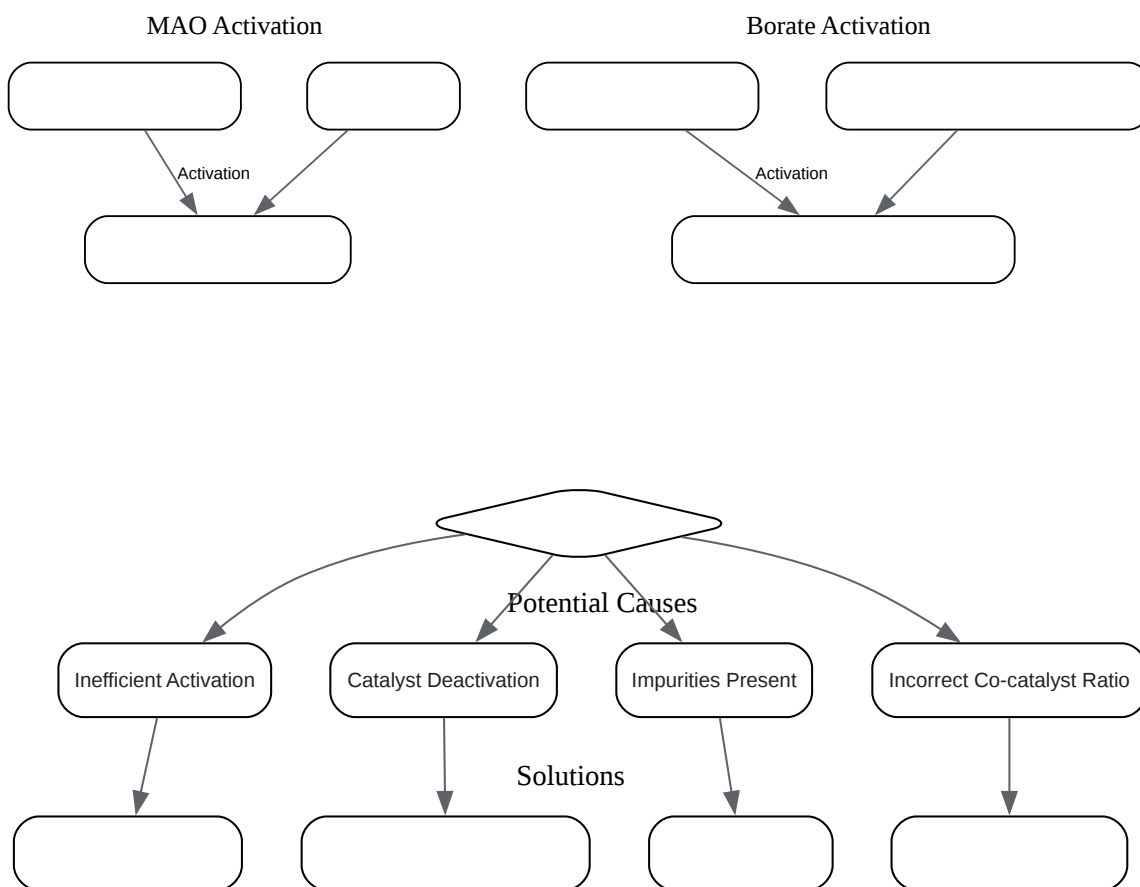 MAO Activation
Borate Activation
Activation
Activation
Potential Causes
Inefficient Activation
Catalyst Deactivation
Impurities Present
Incorrect Co-catalyst Ratio
Solutions